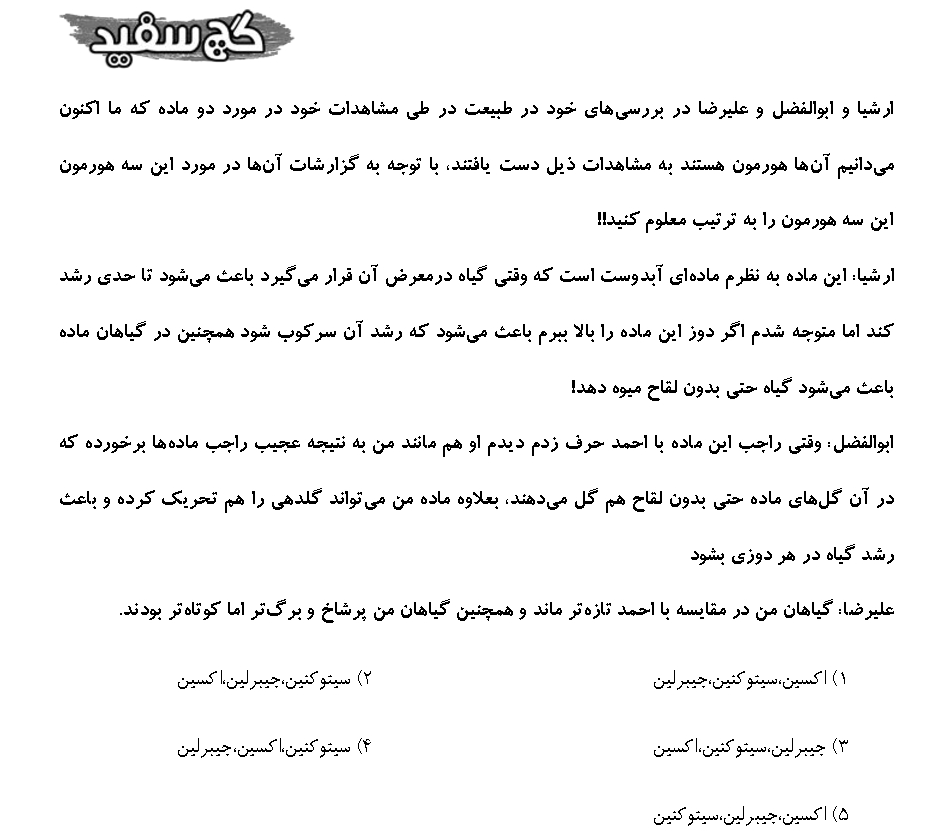 گچ سفید
ارشیا و ابوالفضل و علیرضا در بررسی‌های خود در طبیعت در طی مشاهدات خود در مورد دو ماده که ما اکنون
می‌دانیم آن‌ها هورمون هستند به مشاهدات ذیل دست یافتند، با توجه به گزارشات آن‌ها در مورد این سه هورمون
این سه هورمون را به ترتیب معلوم کنید!!
ارشیا: این ماده به نظرم ماده‌ای آبدوست است که وقتی گیاه درمعرض آن قرار می‌گیرد باعث می‌شود تا حدی رشد
کند اما متوجه شدم اگر دوز این ماده را بالا ببرم باعث می‌شود که رشد آن سرکوب شود همچنین در گیاهان ماده
باعث می‌شود گیاه حتی بدون لقاح میوه دهد!
ابوالفضل: وقتی راجب این ماده با احمد حرف زدم دیدم او هم مانند من به نتیجه عجیب راجب ماده‌ها برخورده که
در آن گل‌های ماده حتی بدون لقاح هم گل می‌دهند، بعلاوه ماده من می‌تواند گلدهی را هم تحریک کرده و باعث
رشد گیاه در هر دوزی بشود
علیرضا: گیاهان من در مقایسه با احمد تازه‌تر ماند و همچنین گیاهان من پرشاخ و برگ‌تر اما کوتاه‌تر بودند.
۱) اکسین،سیتوکنین،جیبرلین ۲) سیتوکنین،جیبرلین،اکسین
۳) جیبرلین،سیتوکنین،اکسین ۴) سیتوکنین،اکسین،جیبرلین
۵) اکسین،جیبرلین،سیتوکنین